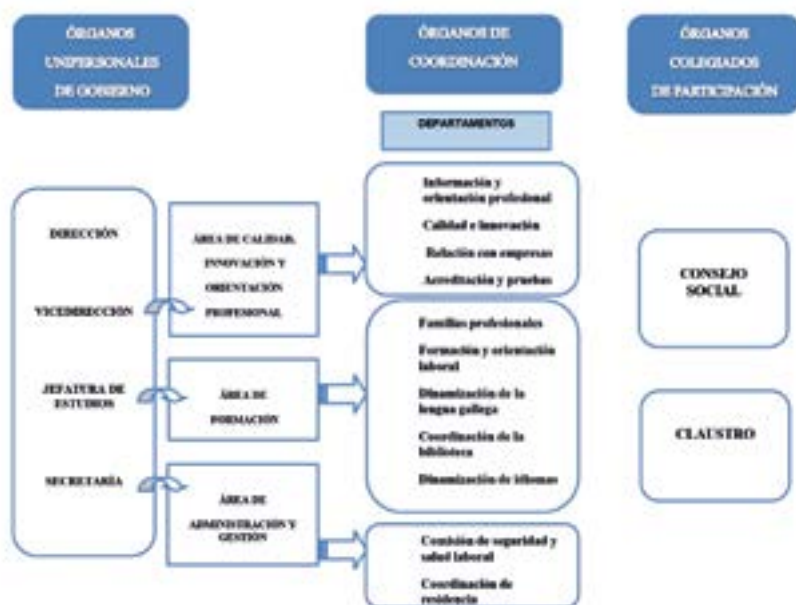 ÓRGANOS
UNIPERSONALES
DE GOBIERNO
ÓRGANOS DE
COORDINACIÓN
ÓRGANOS
COLEGIADOS
DE PARTICIPACIÓN
DEPARTAMENTOS
DIRECCIÓN
VICEDIRECCIÓN
JEFATURA DE
ESTUDIOS
SECRETARÍA
ÁREA DE CALIDAR,
INNOVACIÓN Y
ORIENTACIÓN
PROFESIONAL
ÁREA DE
FORMACIÓN
ÁREA DE
ADMINISTRACIÓN Y
GESTIÓN
Información y
orientación profesional
Calidad e innovación
Relación con empresas
Acreditación y pruebas
Familias profesionales
Formación y orientación
laboral
Dinamización de la
lengua gallega
Coordinación de la
biblioteca
Dinamización de idiomas
Comisión de seguridad y
salud laboral
Coordinación de
residencia
CONSEJO
SOCIAL
CLAUSTRO